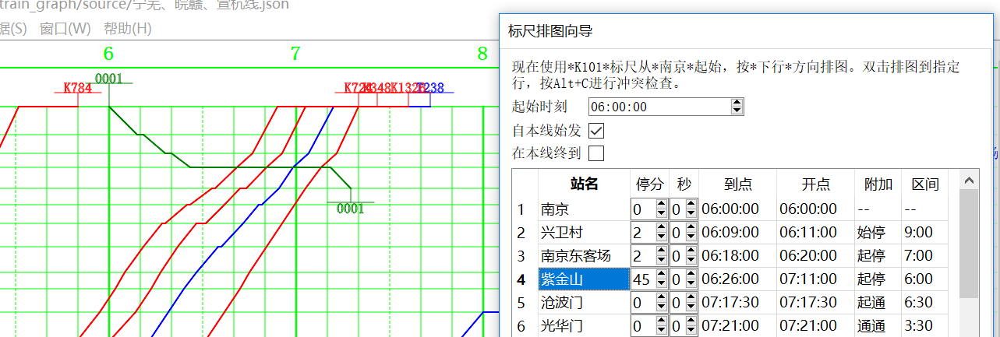 train_graph/source/宁芜、皖赣、宣杭线.json
据(S) 窗口(W) 帮助(H)
6 7 8
K784 0001 K724 K348 K1326 T238
0001
标尺排图向导
现在使用*K101*标尺从*南京*起始，按*下行*方向排图。双击排图到指定
行，按Alt+C进行冲突检查。
起始时刻 06:00:00
自本线始发
在本线终到
站名 停分 秒 到点 开点 附加 区间
1 南京 0 0 06:00:00 06:00:00 -- --
2 兴卫村 2 0 06:09:00 06:11:00 始停 9:00
3 南京东客场 2 0 06:18:00 06:20:00 起停 7:00
4 紫金山 45 0 06:26:00 07:11:00 起停 6:00
5 沧波门 0 0 07:17:30 07:17:30 起通 6:30
6 光华门 0 0 07:21:00 07:21:00 通通 3:30